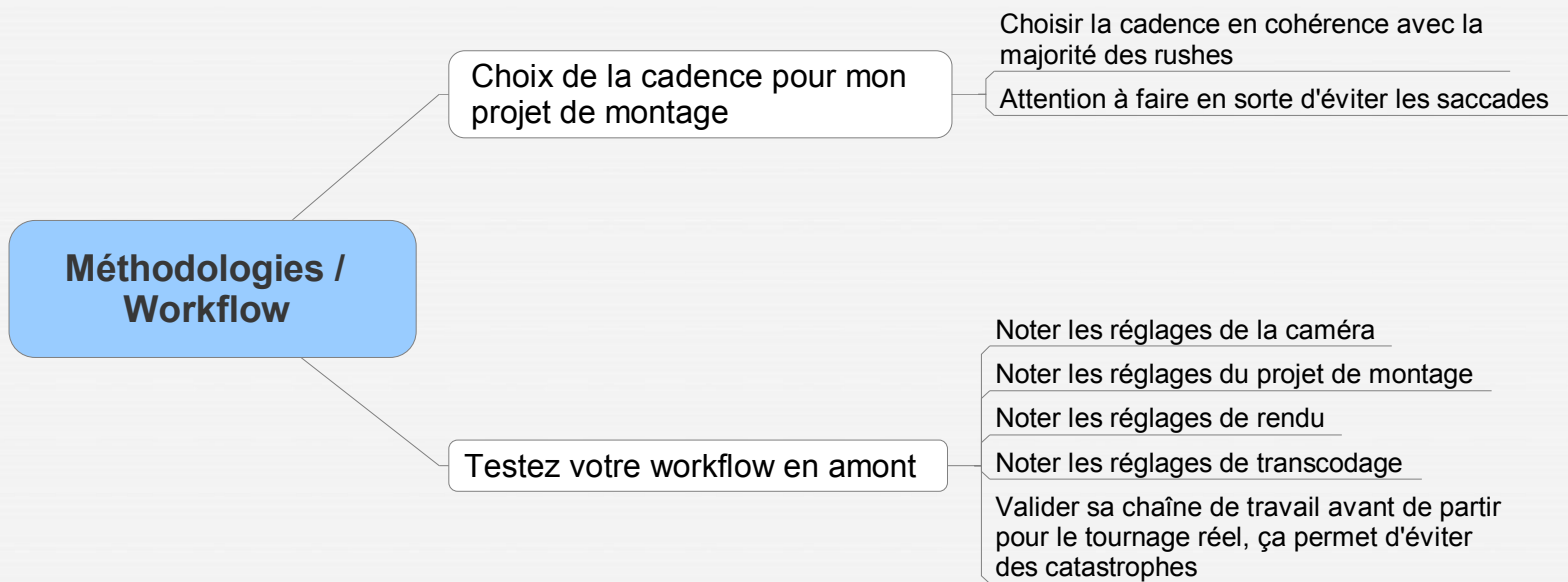 Méthodologies /
Workflow
Choix de la cadence pour mon
projet de montage
Choisir la cadence en cohérence avec la
majorité des rushes
Attention à faire en sorte d'éviter les saccades
Testez votre workflow en amont
Noter les réglages de la caméra
Noter les réglages du projet de montage
Noter les réglages de rendu
Noter les réglages de transcodage
Valider sa chaîne de travail avant de partir
pour le tournage réel, ça permet d'éviter
des catastrophes